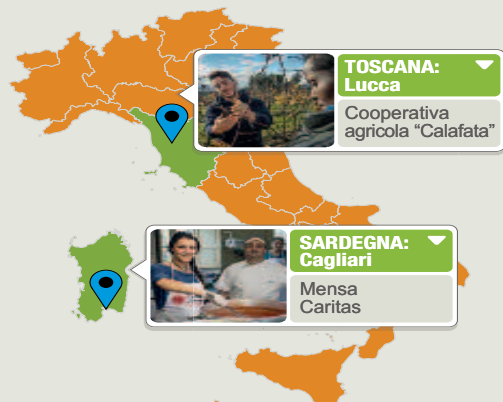 TOSCANA:
Lucca
Cooperativa
agricola “Calafata”
SARDEGNA:
Cagliari
Mensa
Caritas